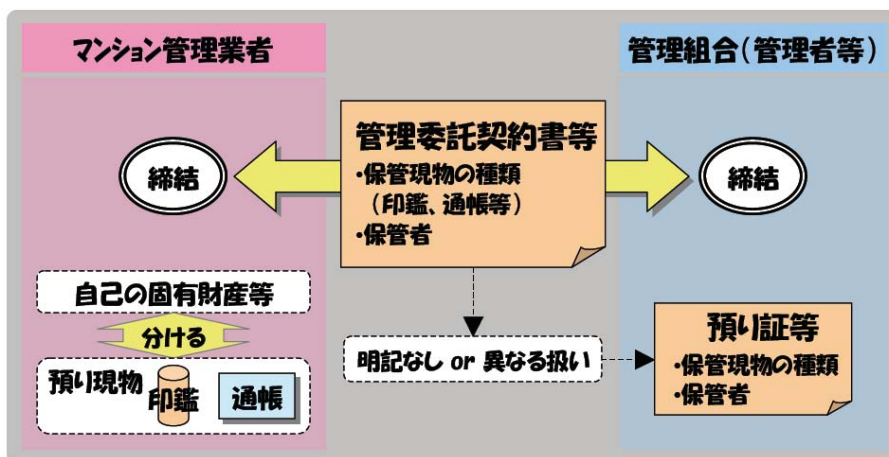 マンション管理業者
管理組合（管理者等）
管理委託契約書等
・保管現物の種類
（印鑑、通帳等）
・保管者
締結
締結
自己の固有財産等
分ける
預り現物
印鑑
通帳
明記なし or 異なる扱い
預り証等
・保管現物の種類
・保管者